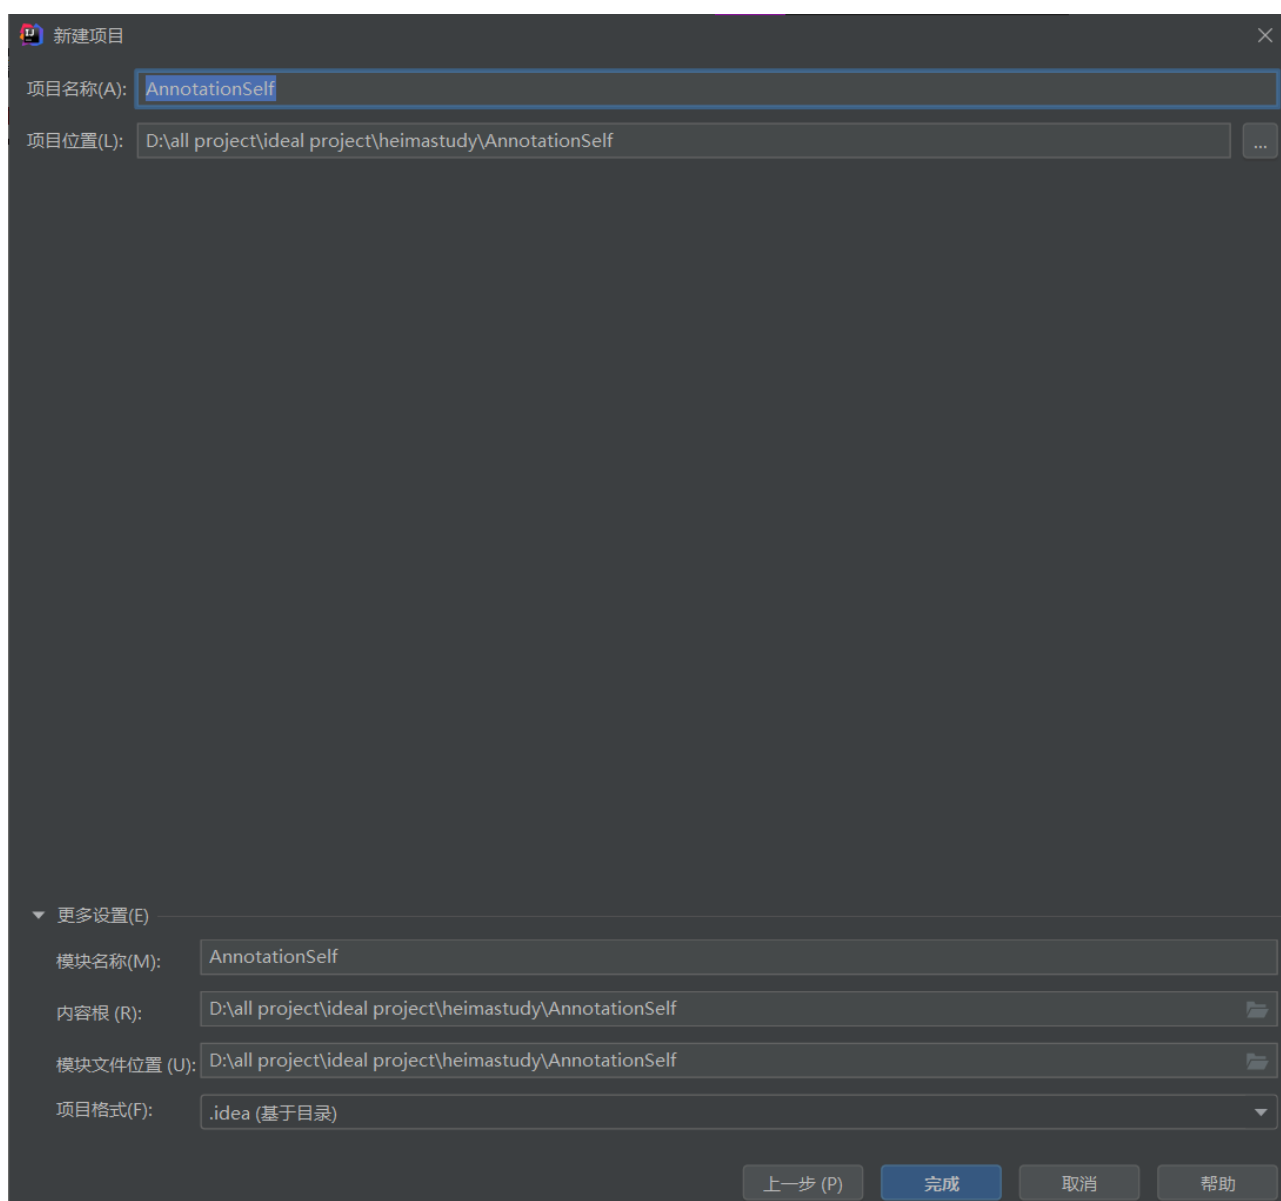 新建项目
项目名称(A): AnnotationSelf
项目位置(L): D:\all project\ideal project\heimastudy\AnnotationSelf ...
更多设置(E)
模块名称(M): AnnotationSelf
内容根 (R): D:\all project\ideal project\heimastudy\AnnotationSelf
模块文件位置 (U): D:\all project\ideal project\heimastudy\AnnotationSelf
项目格式(F): .idea (基于目录)
上一步 (P) 完成 取消 帮助